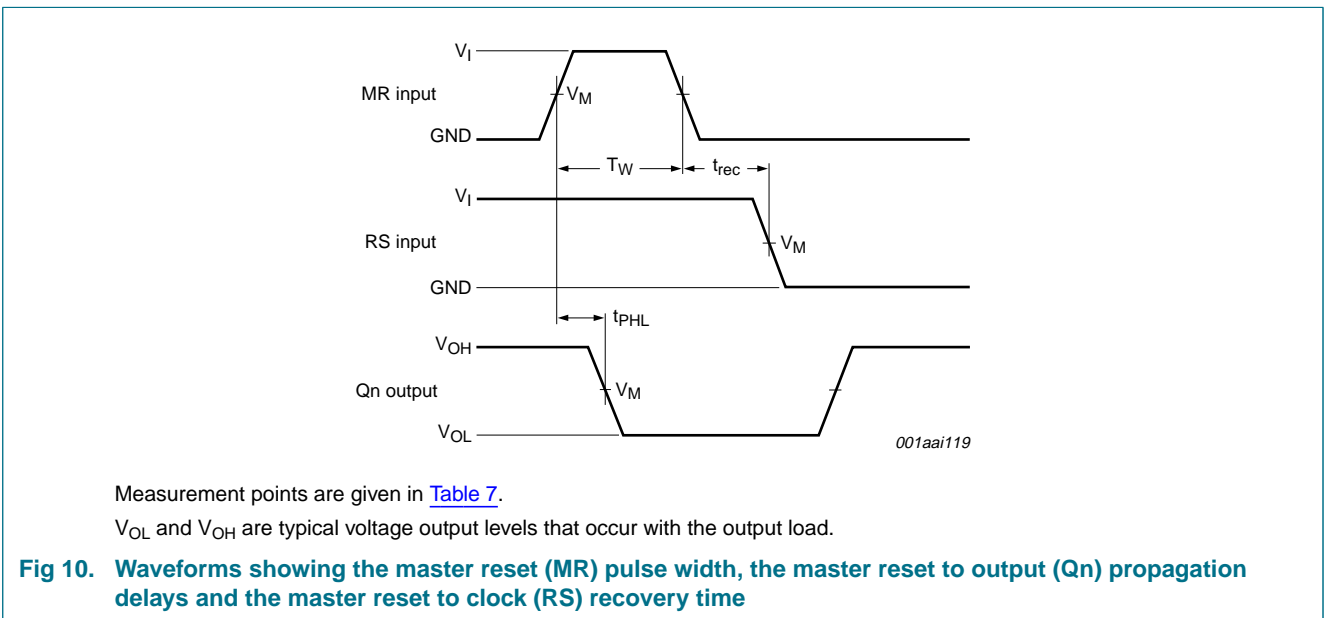 VI
MR input
VM
GND
TW
trec
VI
RS input
VM
GND
tPHL
VOH
Qn output
VM
VOL
001aai119
Measurement points are given in Table 7.
VOL and VOH are typical voltage output levels that occur with the output load.
Fig 10. Waveforms showing the master reset (MR) pulse width, the master reset to output (Qn) propagation
delays and the master reset to clock (RS) recovery time